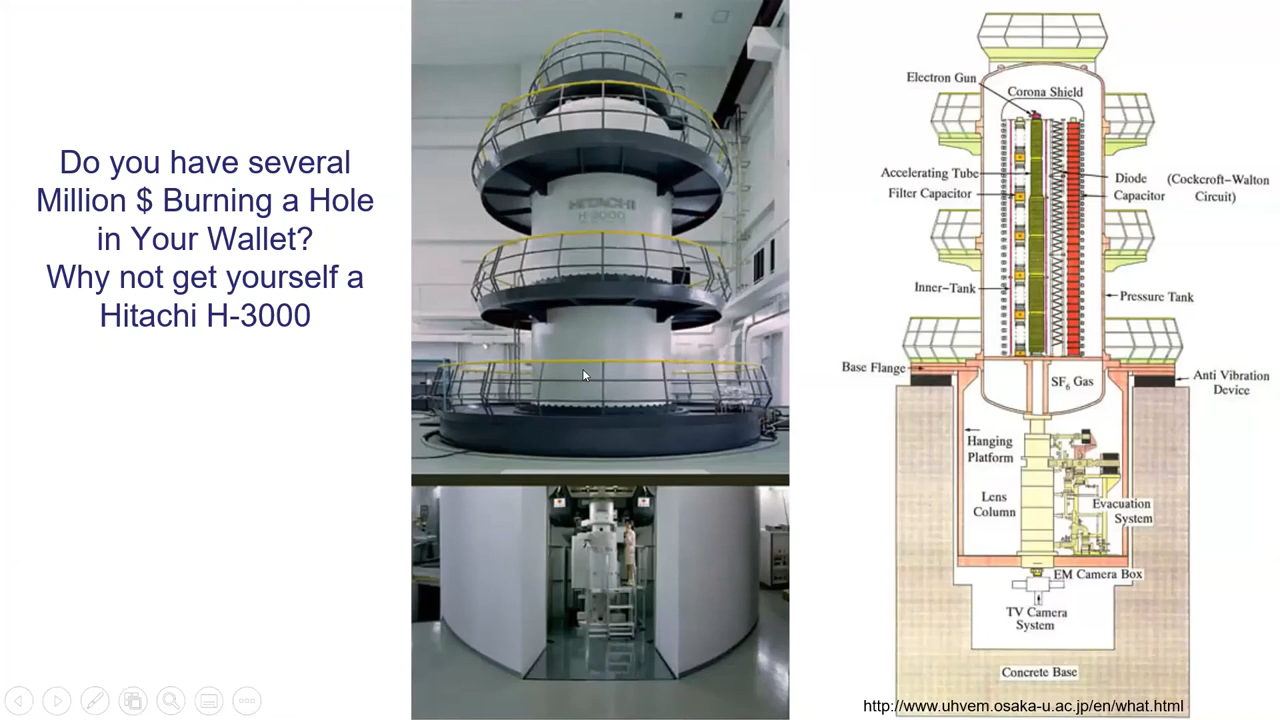 Do you have several
Million $ Burning a Hole
in Your Wallet?
Why not get yourself a
Hitachi H-3000
HITACHI
H-3000
Electron Gun
Corona Shield
Accelerating Tube
Filter Capacitor
Diode
Capacitor
(Cockcroft-Walton
Circuit)
Inner-Tank
Pressure Tank
Base Flange
SF6 Gas
Anti Vibration
Device
Hanging
Platform
Lens
Column
Evacuation
System
EM Camera Box
TV Camera
System
Concrete Base
http://www.uhvem.osaka-u.ac.jp/en/what.html